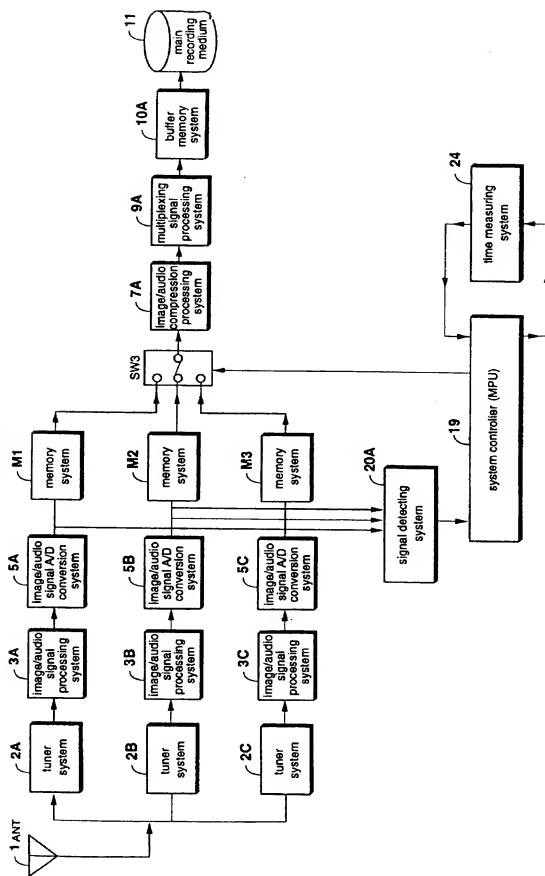 1 ANT
2A
tuner
system
3A
image/audio
signal
processing
system
5A
image/audio
signal A/D
conversion
system
M1
memory
system
2B
tuner
system
3B
image/audio
signal
processing
system
5B
image/audio
signal A/D
conversion
system
M2
memory
system
2C
tuner
system
3C
image/audio
signal
processing
system
5C
image/audio
signal A/D
conversion
system
M3
memory
system
SW3
7A
image/audio
compression
processing
system
9A
multiplexing
signal
processing
system
10A
buffer
memory
system
11
main
recording
medium
20A
signal detecting
system
19
system controller (MPU)
24
time measuring
system